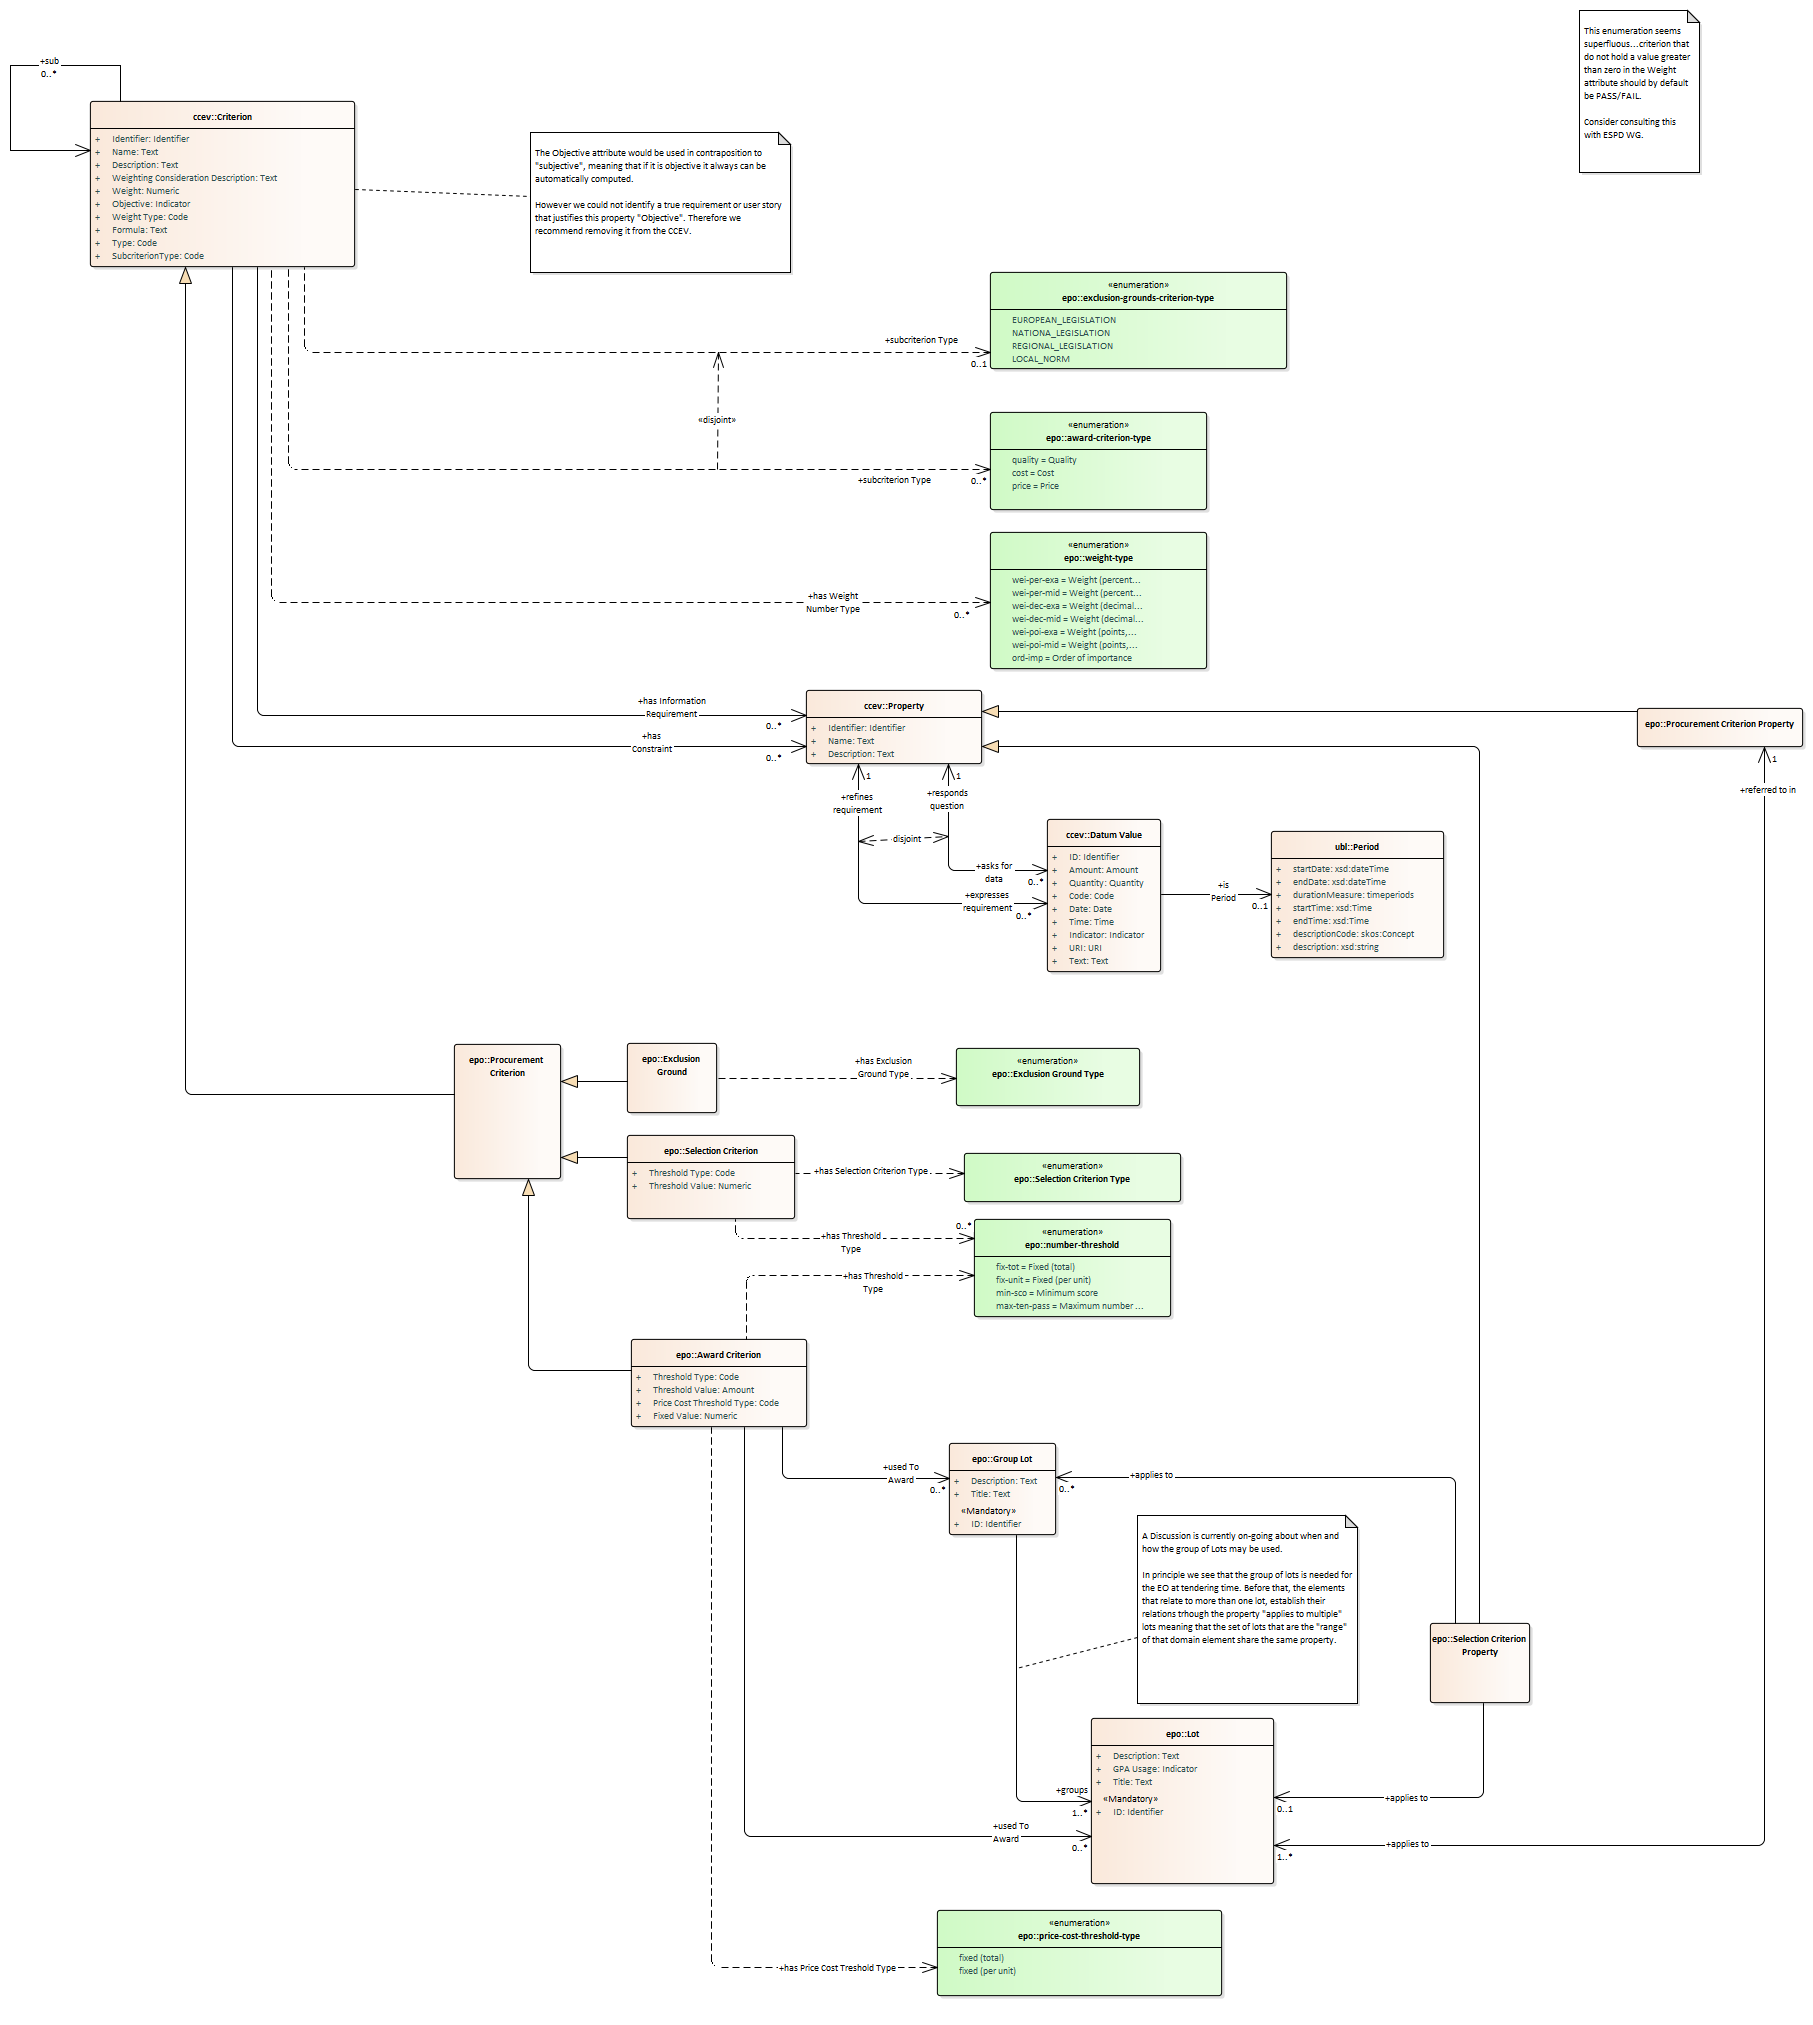 This enumeration seems
superfluous...criterion that
do not hold a value greater
than zero in the Weight
attribute should by default
be PASS/FAIL.
Consider consulting this
with ESPD WG.
+sub
0..*
ccev::Criterion
+ Identifier: Identifier
+ Name: Text
+ Description: Text
+ Weighting Consideration Description: Text
+ Weight: Numeric
+ Objective: Indicator
+ Weight Type: Code
+ Formula: Text
+ Type: Code
+ SubcriterionType: Code
The Objective attribute would be used in contraposition to
"subjective", meaning that if it is objective it always can be
automatically computed.
However we could not identify a true requirement or user story
that justifies this property "Objective". Therefore we
recommend removing it from the CCEV.
«enumeration»
epo::exclusion-grounds-criterion-type
EUROPEAN_LEGISLATION
NATIONA_LEGISLATION
REGIONAL_LEGISLATION
LOCAL_NORM
+subcriterion Type
0..1
«disjoint»
«enumeration»
epo::award-criterion-type
quality = Quality
cost = Cost
price = Price
+subcriterion Type
0..*
«enumeration»
epo::weight-type
wei-per-exa = Weight (percent...
wei-per-mid = Weight (percent...
wei-dec-exa = Weight (decimal...
wei-dec-mid = Weight (decimal...
wei-poi-exa = Weight (points,...
wei-poi-mid = Weight (points,...
ord-imp = Order of importance
+has Weight
Number Type
0..*
+has Information
Requirement
0..*
+has
Constraint
0..*
ccev::Property
+ Identifier: Identifier
+ Name: Text
+ Description: Text
epo::Procurement Criterion Property
1
+referred to in
1
+refines
requirement
1
+responds
question
disjoint
+asks for
data
0..*
+expresses
requirement
0..*
ccev::Datum Value
+ ID: Identifier
+ Amount: Amount
+ Quantity: Quantity
+ Code: Code
+ Date: Date
+ Time: Time
+ Indicator: Indicator
+ URI: URI
+ Text: Text
+is
Period
0..1
ubl::Period
+ startDate: xsd:dateTime
+ endDate: xsd:dateTime
+ durationMeasure: timeperiods
+ startTime: xsd:Time
+ endTime: xsd:Time
+ descriptionCode: skos:Concept
+ description: xsd:string
epo::Procurement
Criterion
epo::Exclusion
Ground
+has Exclusion
Ground Type
«enumeration»
epo::Exclusion Ground Type
epo::Selection Criterion
+ Threshold Type: Code
+ Threshold Value: Numeric
+has Selection Criterion Type
«enumeration»
epo::Selection Criterion Type
+has Threshold
Type
0..*
«enumeration»
epo::number-threshold
fix-tot = Fixed (total)
fix-unit = Fixed (per unit)
min-sco = Minimum score
max-ten-pass = Maximum number ...
+has Threshold
Type
epo::Award Criterion
+ Threshold Type: Code
+ Threshold Value: Amount
+ Price Cost Threshold Type: Code
+ Fixed Value: Numeric
+used To
Award
0..*
epo::Group Lot
+ Description: Text
+ Title: Text
«Mandatory»
+ ID: Identifier
+applies to
0..*
A Discussion is currently on-going about when and
how the group of Lots may be used.
In principle we see that the group of lots is needed for
the EO at tendering time. Before that, the elements
that relate to more than one lot, establish their
relations trhough the property "applies to multiple"
lots meaning that the set of lots that are the "range"
of that domain element share the same property.
epo::Selection Criterion
Property
epo::Lot
+ Description: Text
+ GPA Usage: Indicator
+ Title: Text
«Mandatory»
+ ID: Identifier
+groups
1..*
+used To
Award
0..*
+applies to
0..1
+applies to
1..*
«enumeration»
epo::price-cost-threshold-type
fixed (total)
fixed (per unit)
+has Price Cost Treshold Type